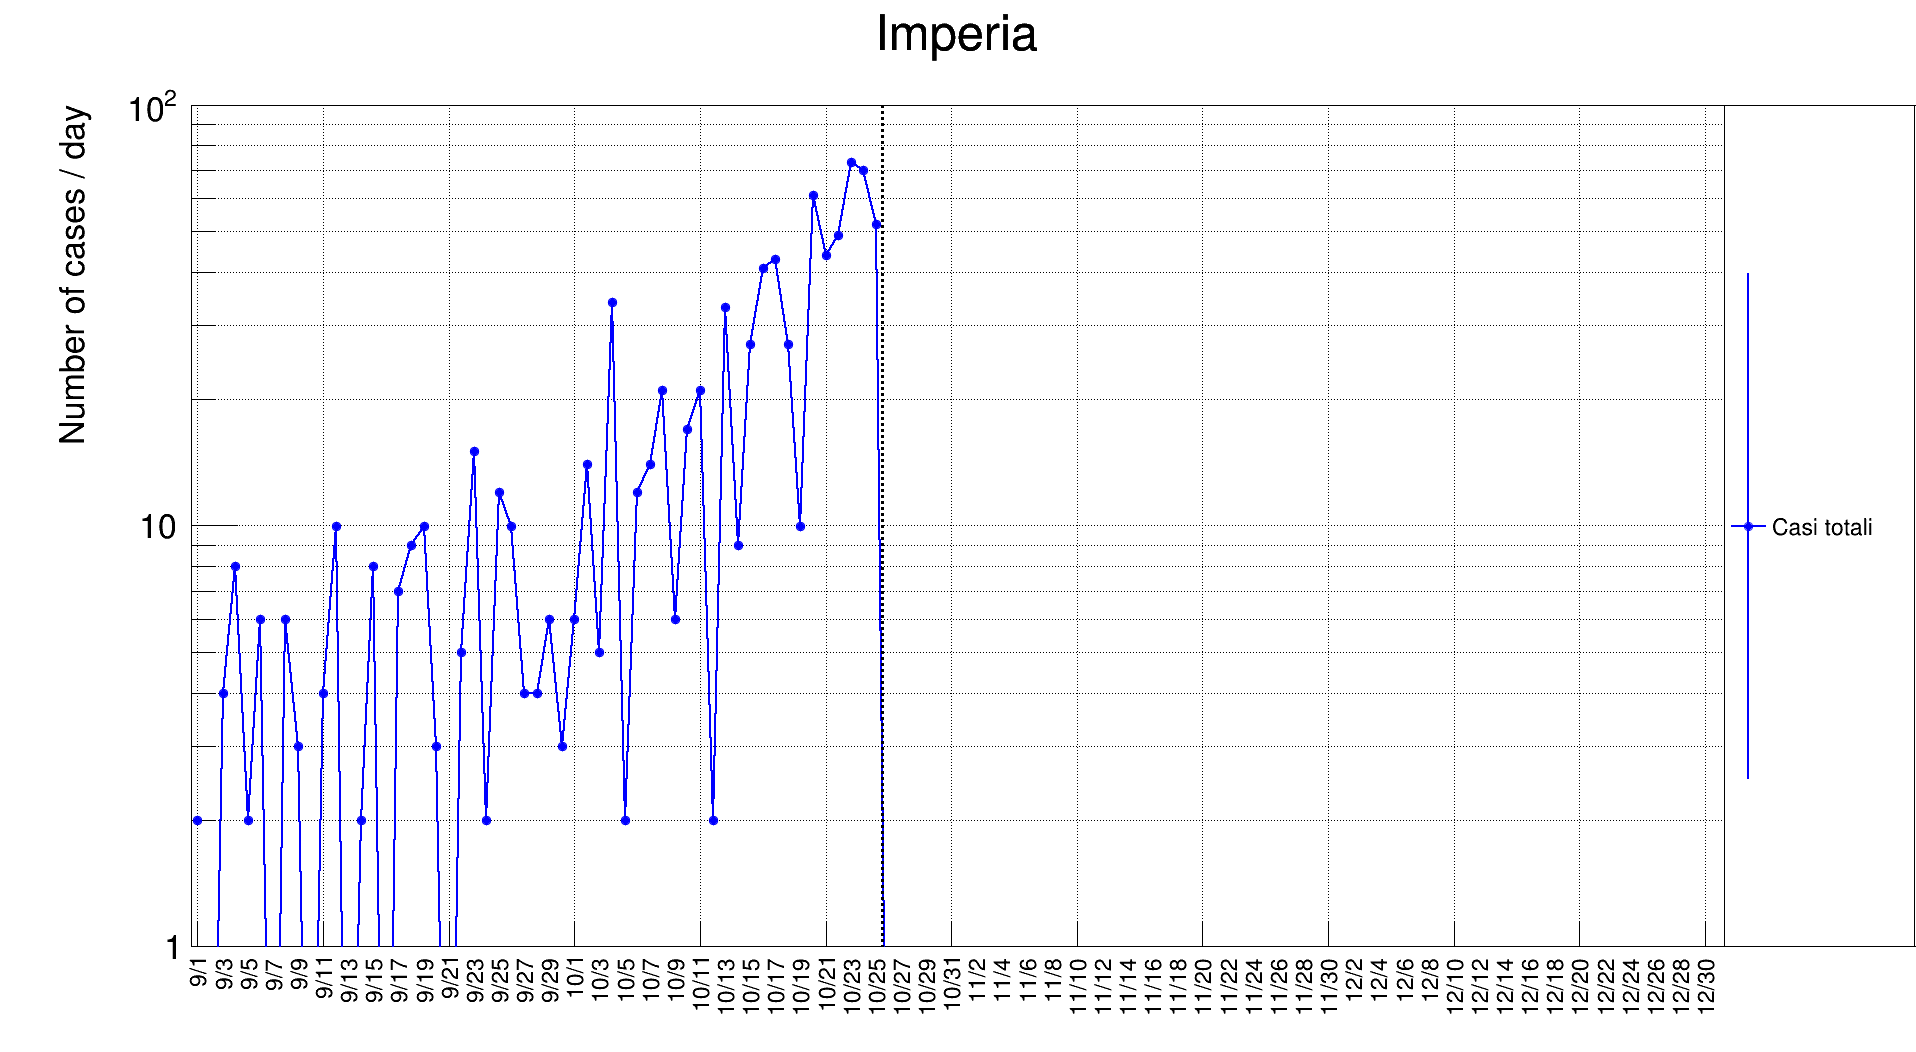 Imperia
Number of cases / day
10²
10
1
9/1 9/3 9/5 9/7 9/9 9/11 9/13 9/15 9/17 9/19 9/21 9/23 9/25 9/27 9/29 10/1 10/3 10/5 10/7 10/9 10/11 10/13 10/15 10/17 10/19 10/21 10/23 10/25 10/27 10/29 10/31 11/2 11/4 11/6 11/8 11/10 11/12 11/14 11/16 11/18 11/20 11/22 11/24 11/26 11/28 11/30 12/2 12/4 12/6 12/8 12/10 12/12 12/14 12/16 12/18 12/20 12/22 12/24 12/26 12/28 12/30
Casi totali